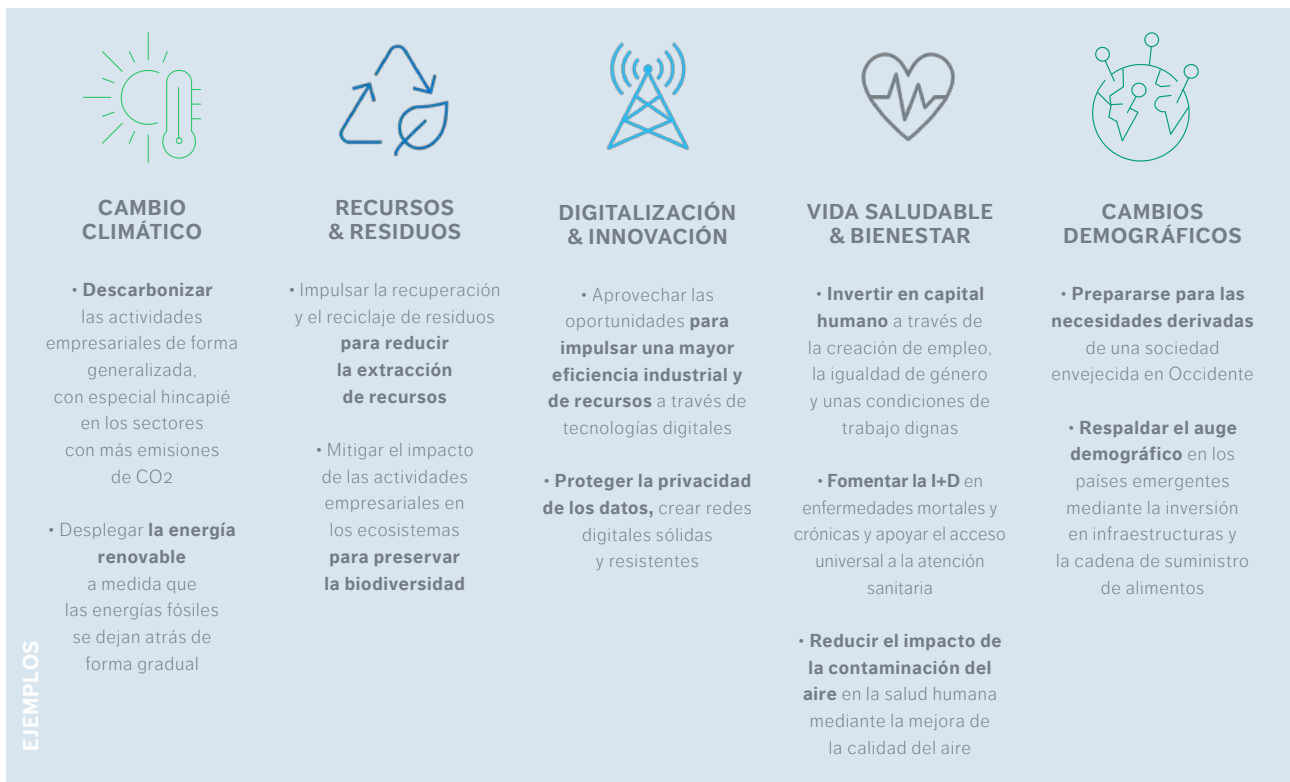 CAMBIO
CLIMÁTICO
• Descarbonizar
las actividades
empresariales de forma
generalizada,
con especial hincapié
en los sectores
con más emisiones
de CO2
• Desplegar la energía
renovable
a medida que
las energías fósiles
se dejan atrás de
forma gradual
RECURSOS
& RESIDUOS
• Impulsar la recuperación
y el reciclaje de residuos
para reducir
la extracción
de recursos
• Mitigar el impacto
de las actividades
empresariales en
los ecosistemas
para preservar
la biodiversidad
DIGITALIZACIÓN
& INNOVACIÓN
• Aprovechar las
oportunidades para
impulsar una mayor
eficiencia industrial y
de recursos a través de
tecnologías digitales
• Proteger la privacidad
de los datos, crear redes
digitales sólidas
y resistentes
VIDA SALUDABLE
& BIENESTAR
• Invertir en capital
humano a través de
la creación de empleo,
la igualdad de género
y unas condiciones de
trabajo dignas
• Fomentar la I+D en
enfermedades mortales y
crónicas y apoyar el acceso
universal a la atención
sanitaria
• Reducir el impacto de
la contaminación del
aire en la salud humana
mediante la mejora de
la calidad del aire
CAMBIOS
DEMOGRÁFICOS
• Prepararse para las
necesidades derivadas
de una sociedad
envejecida en Occidente
• Respaldar el auge
demográfico en los
países emergentes
mediante la inversión
en infraestructuras y
la cadena de suministro
de alimentos
EJEMPLOS